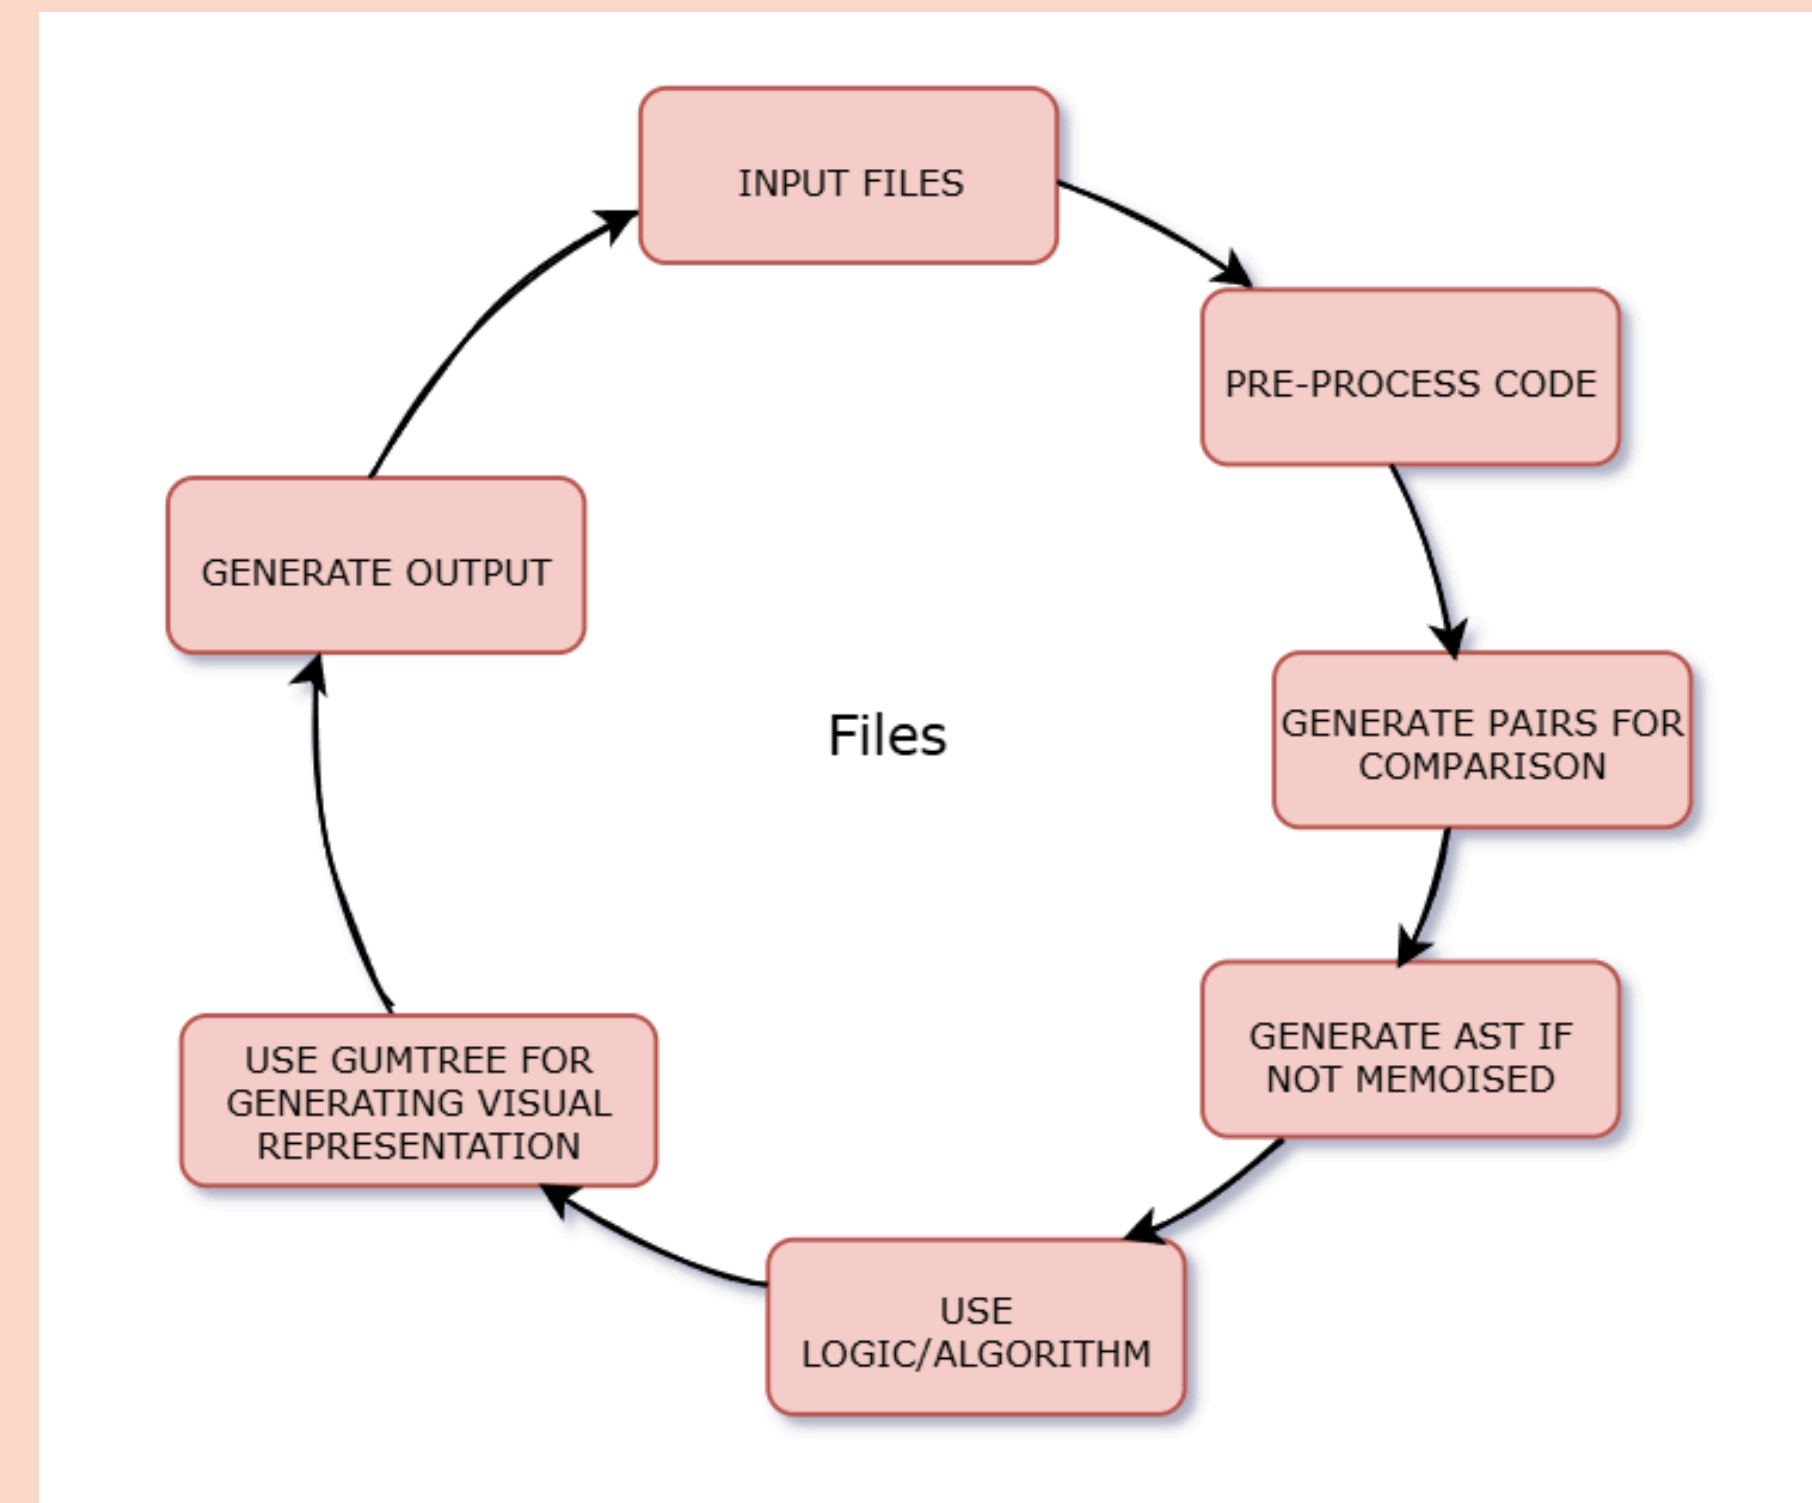 INPUT FILES
PRE-PROCESS CODE
GENERATE PAIRS FOR
COMPARISON
GENERATE AST IF
NOT MEMOISED
USE
LOGIC/ALGORITHM
USE GUMTREE FOR
GENERATING VISUAL
REPRESENTATION
GENERATE OUTPUT
Files